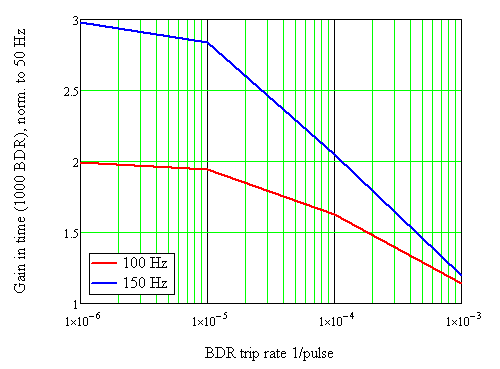 Gain in time (1000 BDR), norm. to 50 Hz
3
2.5
2
1.5
1
100 Hz
150 Hz
1×10⁻⁶ 1×10⁻⁵ 1×10⁻⁴ 1×10⁻³
BDR trip rate 1/pulse